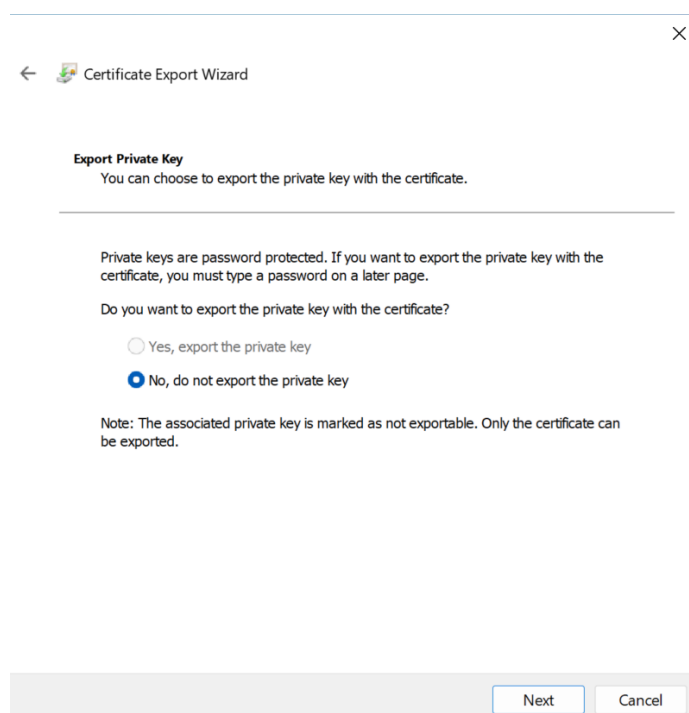 Certificate Export Wizard
Export Private Key
You can choose to export the private key with the certificate.
Private keys are password protected. If you want to export the private key with the
certificate, you must type a password on a later page.
Do you want to export the private key with the certificate?
Yes, export the private key
No, do not export the private key
Note: The associated private key is marked as not exportable. Only the certificate can
be exported.
Next
Cancel